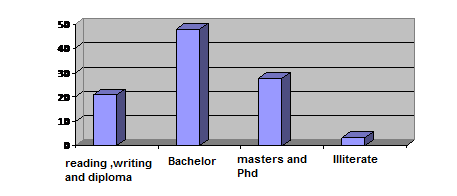 50
40
30
20
10
0
reading ,writing and diploma
Bachelor
masters and Phd
Illiterate